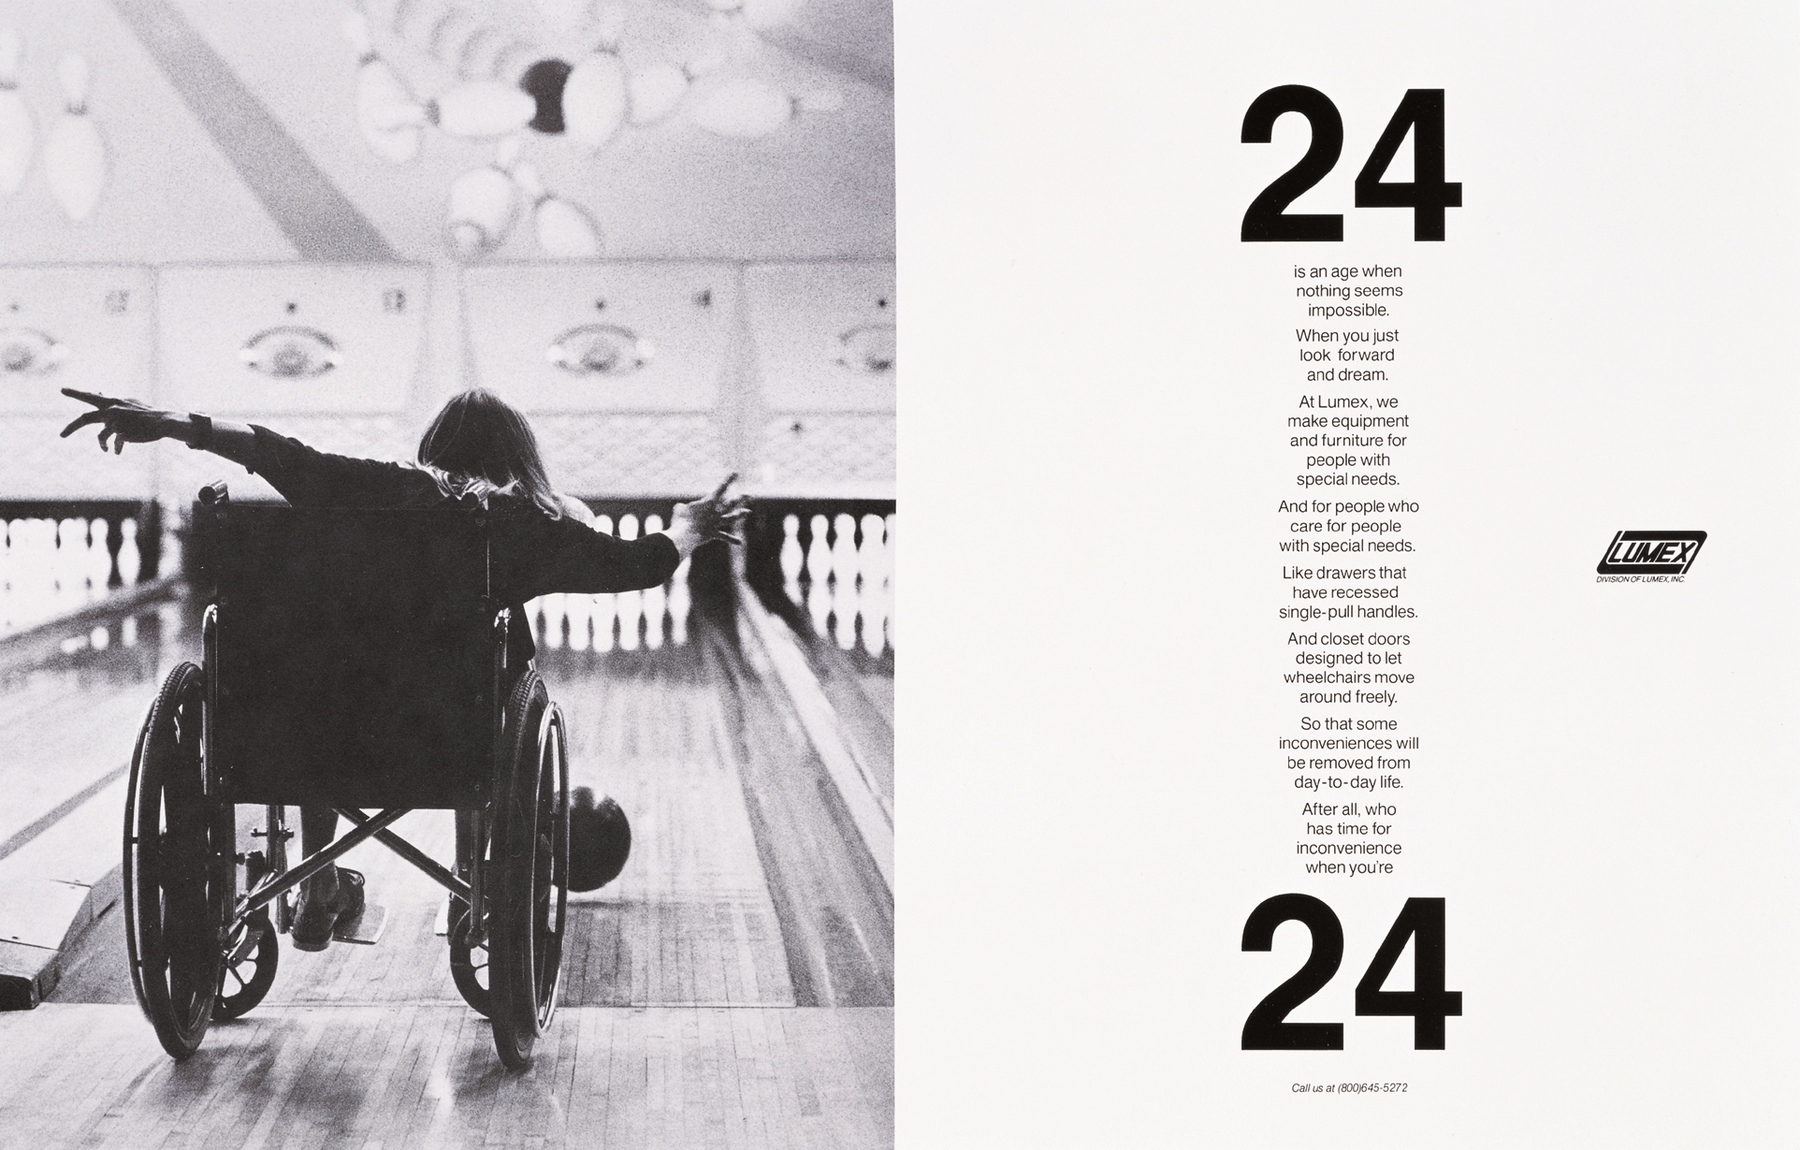 24
is an age when
nothing seems
impossible.
When you just
look forward
and dream.
At Lumex, we
make equipment
and furniture for
people with
special needs.
And for people who
care for people
with special needs.
Like drawers that
have recessed
single-pull handles.
And closet doors
designed to let
wheelchairs move
around freely.
So that some
inconveniences will
be removed from
day-to-day life.
After all, who
has time for
inconvenience
when you're
24
Call us at (800)645-5272
LUMEX
DIVISION OF LUMEX, INC.